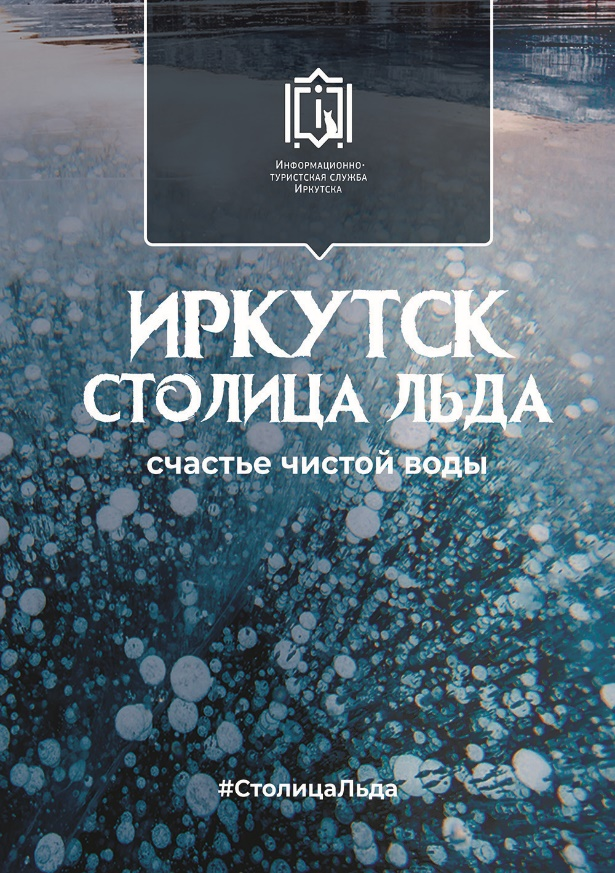 Информационно-
туристская служба
Иркутска
ИРКУТСК
СТОЛИЦА ЛЬДА
счастье чистой воды
#СтолицаЛьда